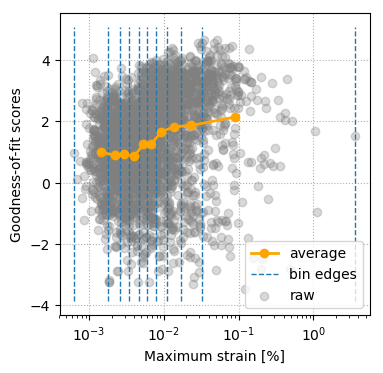 Goodness-of-fit scores
4
2
0
−2
−4
average
bin edges
raw
10⁻³ 10⁻² 10⁻¹ 10⁰
Maximum strain [%]